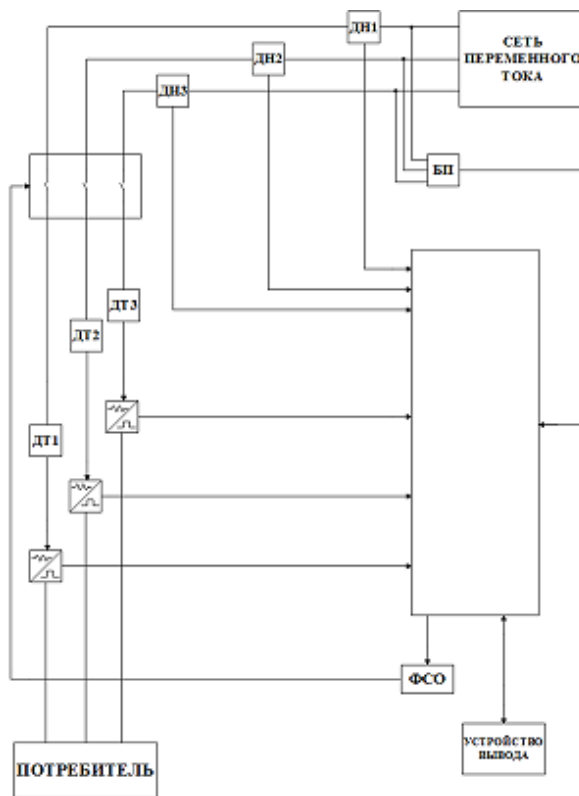 ДН1
СЕТЬ
ПЕРЕМЕННОГО
ТОКА
ДН2
ДН3
БП
ДТ3
ДТ2
ДТ1
ФСО
УСТРОЙСТВО
ВЫВОДА
ПОТРЕБИТЕЛЬ